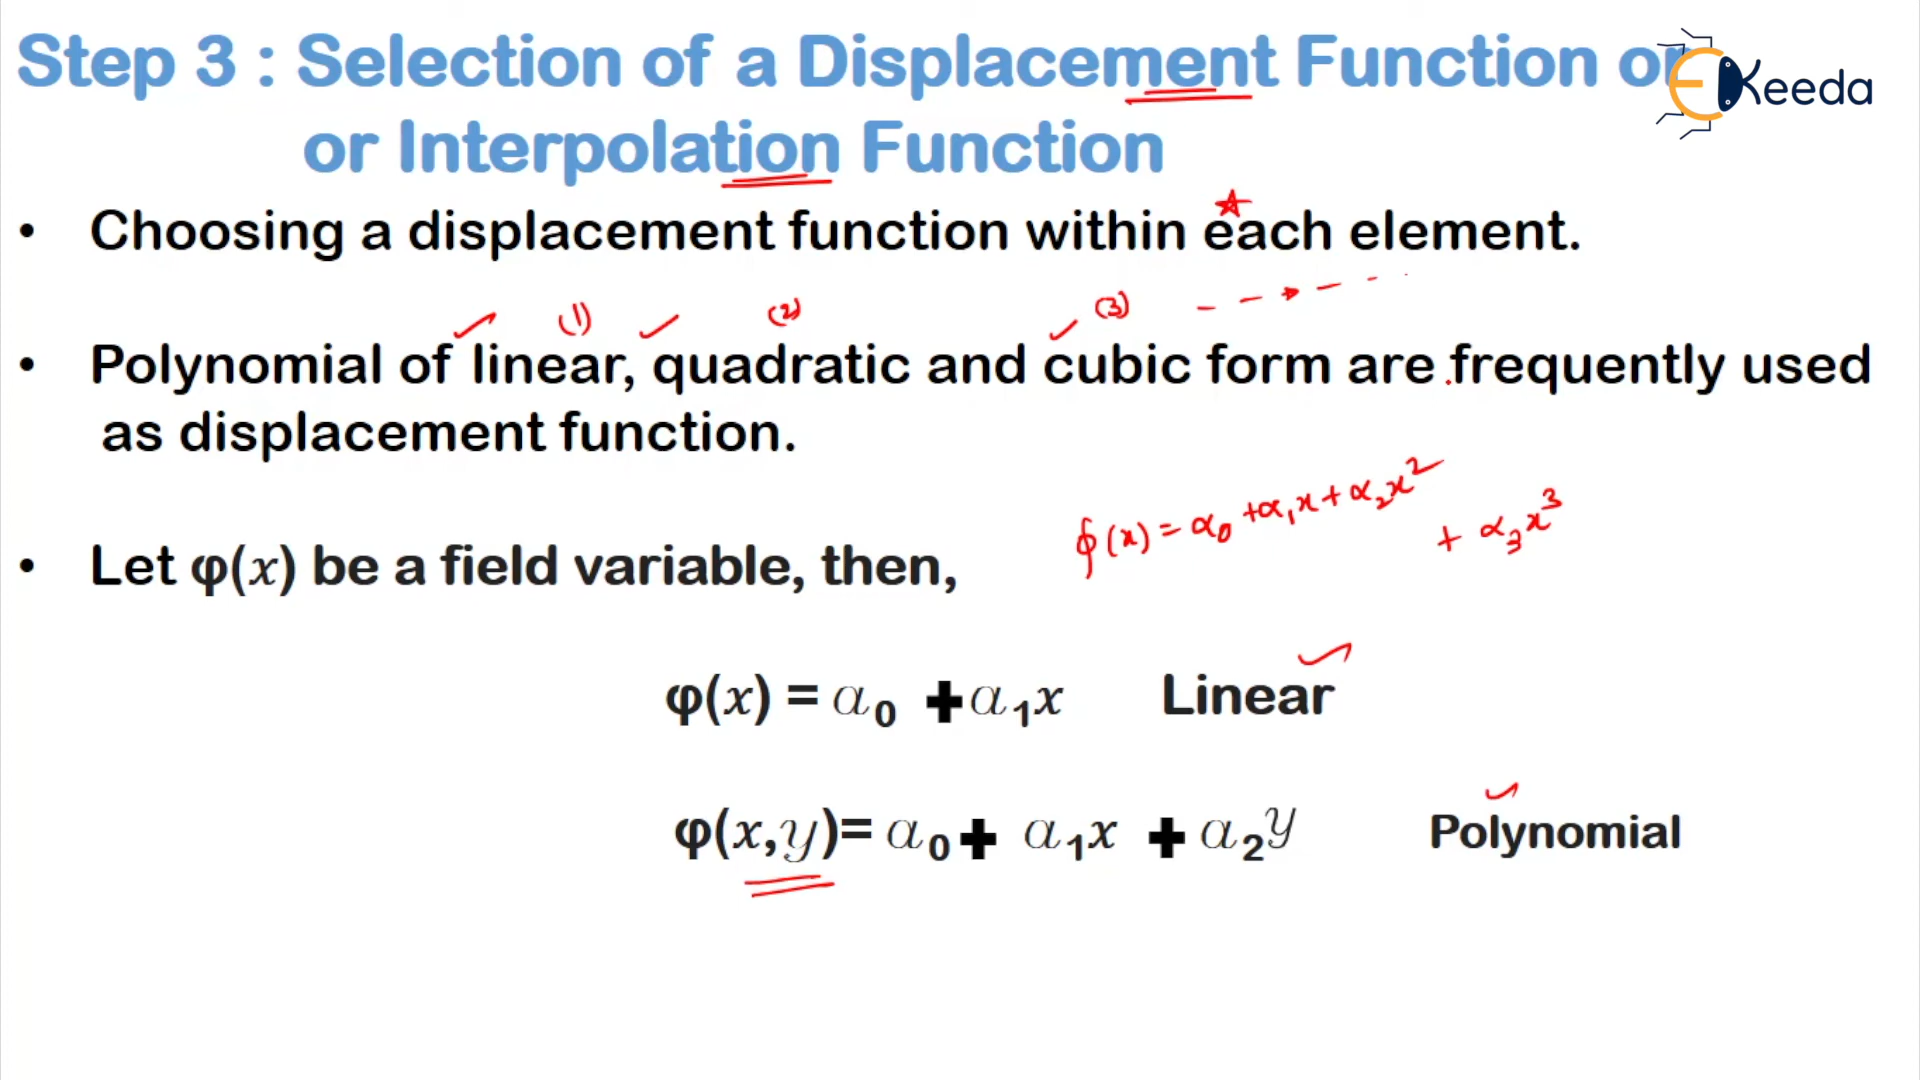 Step 3 : Selection of a Displacement Function or
Keeda
or Interpolation Function
• Choosing a displacement function within each element.
(1) (2) (3)
• Polynomial of linear, quadratic and cubic form are frequently used
as displacement function.
ϕ(x) = α₀ + α₁x + α₂x²
+ α₃x³
• Let φ(x) be a field variable, then,
φ(x) = α₀ + α₁x Linear
φ(x,y)= α₀ + α₁x + α₂y Polynomial